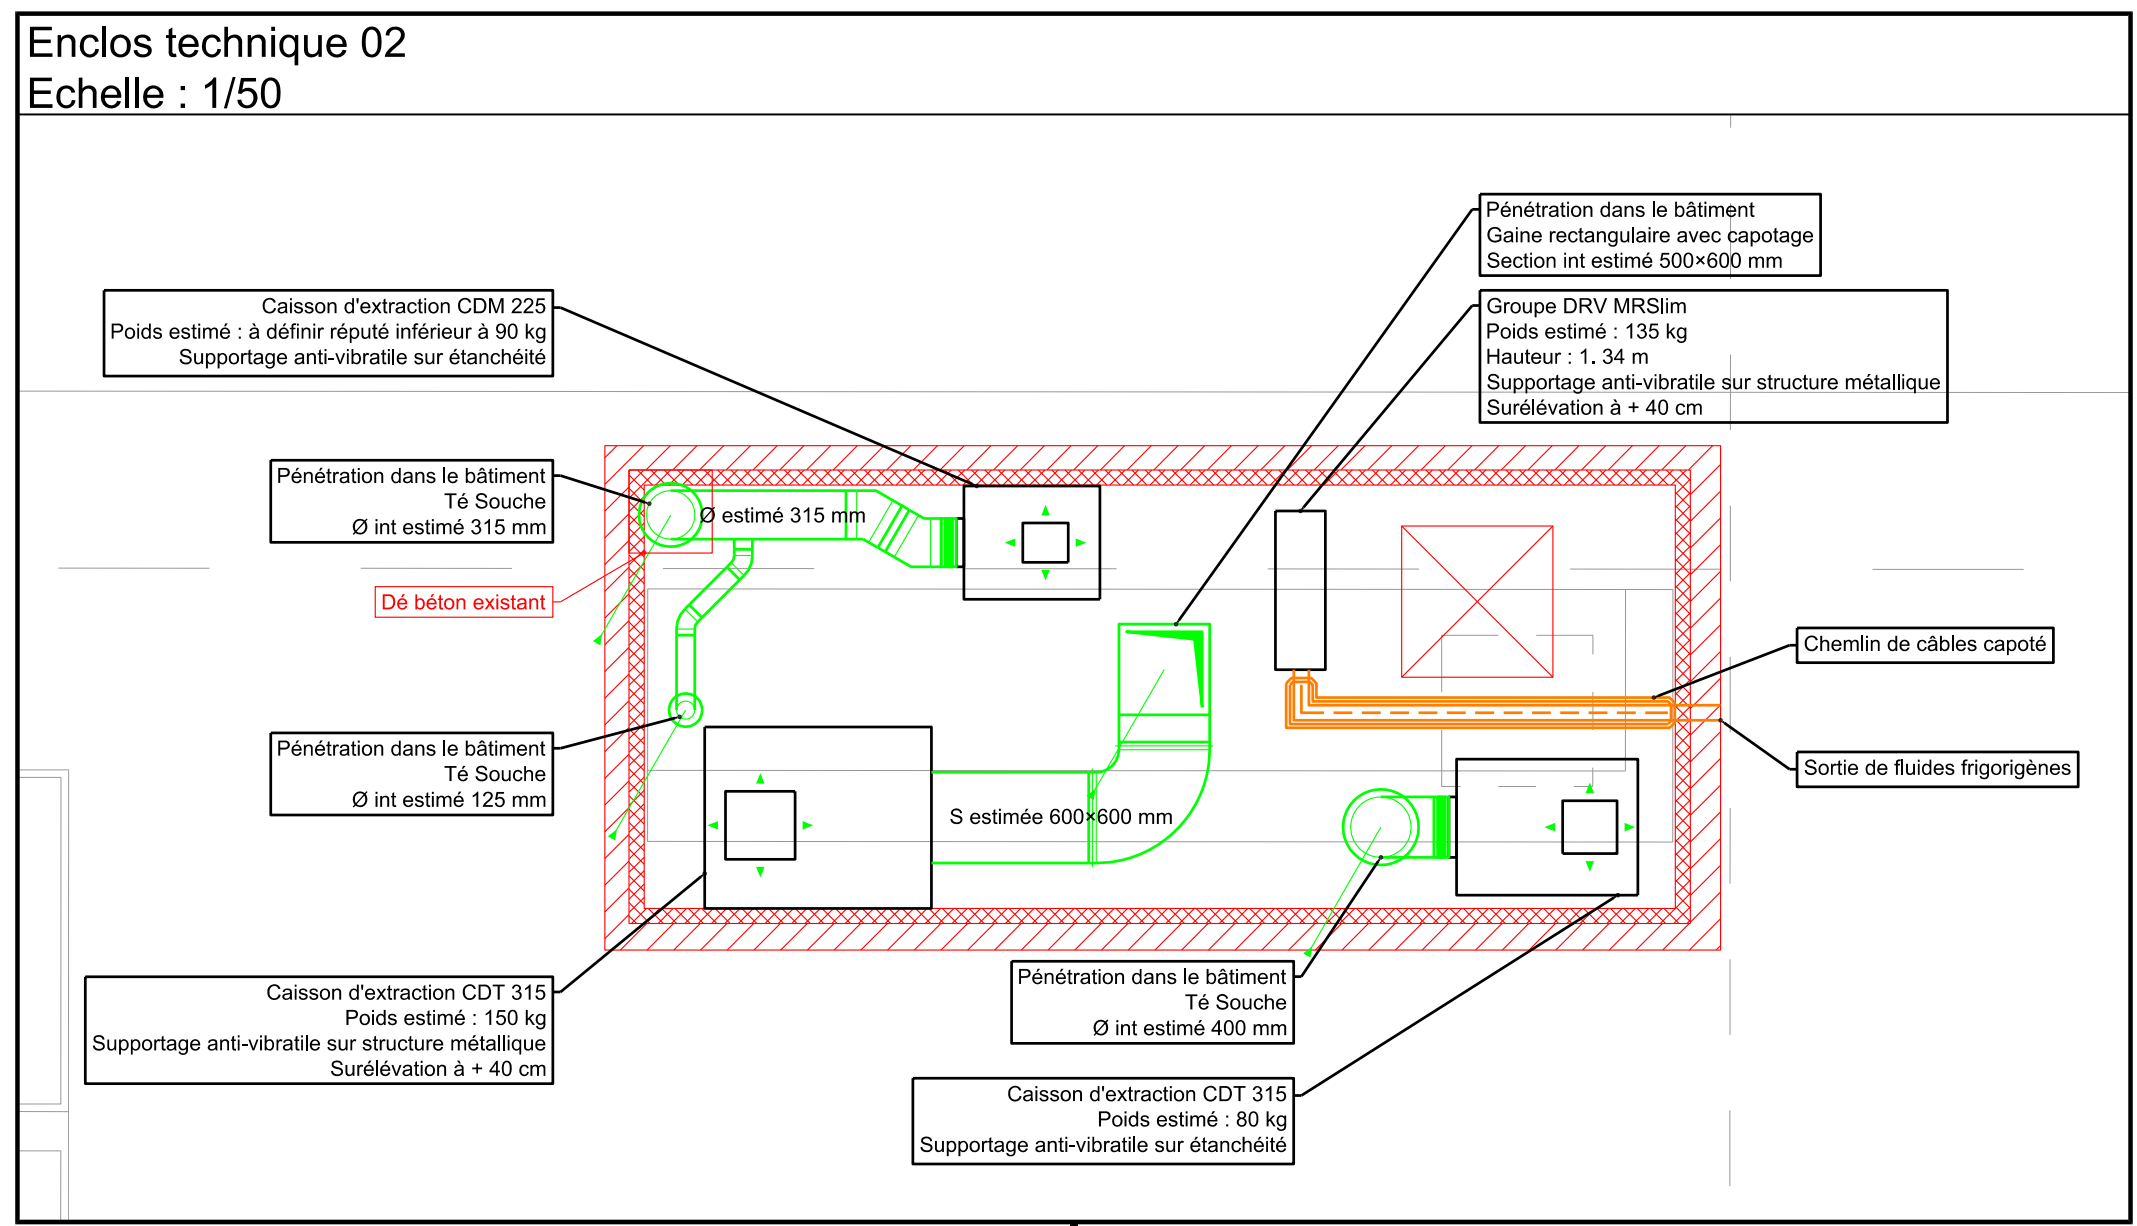 Enclos technique 02
Echelle : 1/50
Pénétration dans le bâtiment
Gaine rectangulaire avec capotage
Section int estimé 500×600 mm
Caisson d'extraction CDM 225
Poids estimé : à définir réputé inférieur à 90 kg
Supportage anti-vibratile sur étanchéité
Groupe DRV MRSlim
Poids estimé : 135 kg
Hauteur : 1. 34 m
Supportage anti-vibratile sur structure métallique
Surélévation à + 40 cm
Pénétration dans le bâtiment
Té Souche
Ø int estimé 315 mm
Ø estimé 315 mm
Dé béton existant
Chemlin de câbles capoté
Pénétration dans le bâtiment
Té Souche
Ø int estimé 125 mm
Sortie de fluides frigorigènes
S estimée 600×600 mm
Caisson d'extraction CDT 315
Poids estimé : 150 kg
Supportage anti-vibratile sur structure métallique
Surélévation à + 40 cm
Pénétration dans le bâtiment
Té Souche
Ø int estimé 400 mm
Caisson d'extraction CDT 315
Poids estimé : 80 kg
Supportage anti-vibratile sur étanchéité